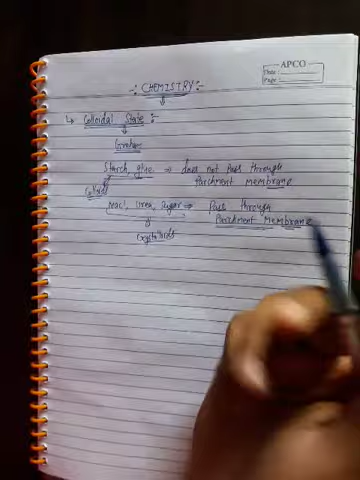 APCO
Date:
Page:
-: CHEMISTRY :-
↳ Colloidal State :-
Graham
Starch, glue ⇒ does not Pass through
Parchment membrane
Colloids
NaCl, Urea, Sugar ⇒ Pass through
Parchment Membrane
Crystalloids